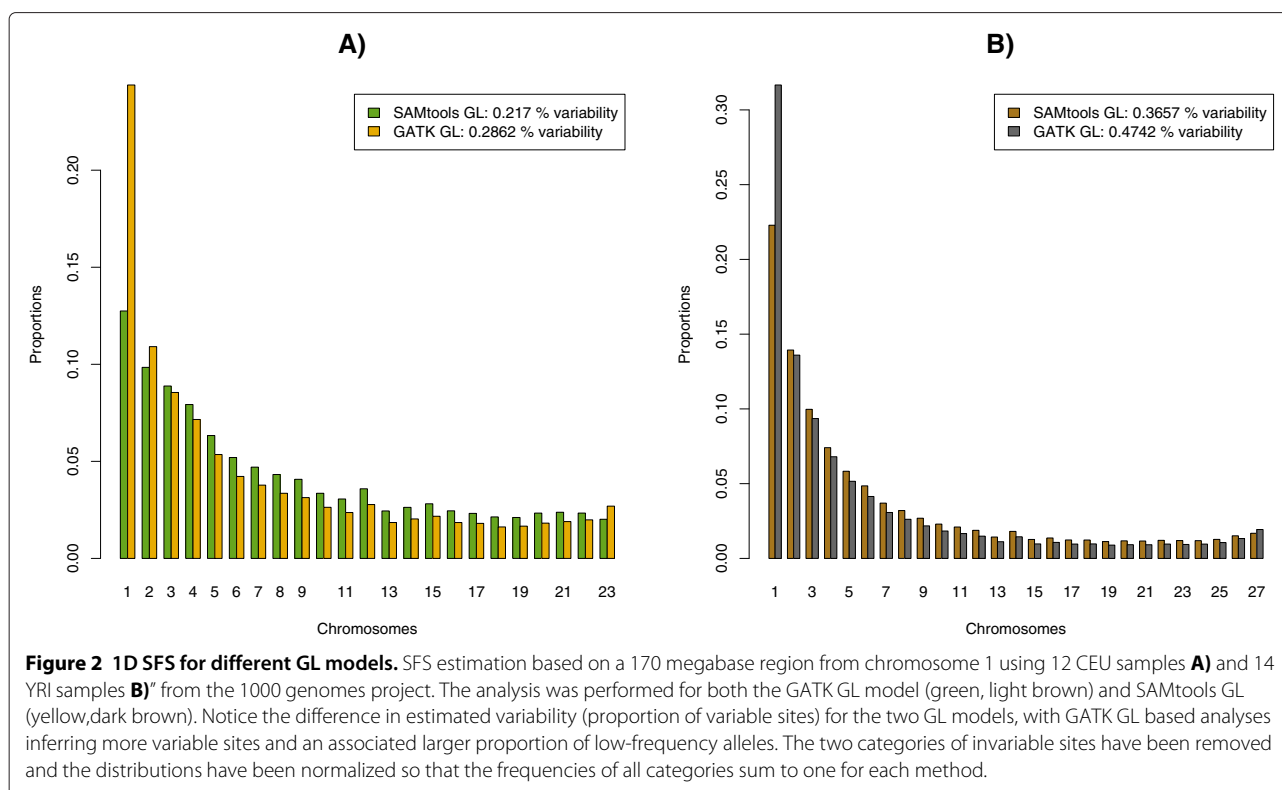 A)
SAMtools GL: 0.217 % variability
GATK GL: 0.2862 % variability
Proportions
0.20
0.15
0.10
0.05
0.00
1 2 3 4 5 6 7 8 9 11 13 15 17 19 21 23
Chromosomes
B)
SAMtools GL: 0.3657 % variability
GATK GL: 0.4742 % variability
Proportions
0.30
0.25
0.20
0.15
0.10
0.05
0.00
1 3 5 7 9 11 13 15 17 19 21 23 25 27
Chromosomes
Figure 2 1D SFS for different GL models. SFS estimation based on a 170 megabase region from chromosome 1 using 12 CEU samples A) and 14
YRI samples B)” from the 1000 genomes project. The analysis was performed for both the GATK GL model (green, light brown) and SAMtools GL
(yellow,dark brown). Notice the difference in estimated variability (proportion of variable sites) for the two GL models, with GATK GL based analyses
inferring more variable sites and an associated larger proportion of low-frequency alleles. The two categories of invariable sites have been removed
and the distributions have been normalized so that the frequencies of all categories sum to one for each method.